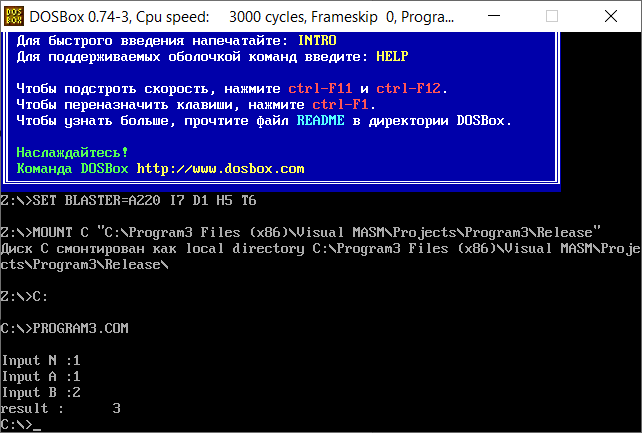 DOSBox 0.74-3, Cpu speed:    3000 cycles, Frameskip  0, Progra...
Для быстрого введения напечатайте: INTRO
Для поддерживаемых оболочкой команд введите: HELP
Чтобы подстроть скорость, нажмите ctrl-F11 и ctrl-F12.
Чтобы переназначить клавиши, нажмите ctrl-F1.
Чтобы узнать больше, прочтите файл README в директории DOSBox.
Наслаждайтесь!
Команда DOSBox http://www.dosbox.com
Z:\>SET BLASTER=A220 I7 D1 H5 T6
Z:\>MOUNT C "C:\Program3 Files (x86)\Visual MASM\Projects\Program3\Release"
Диск C смонтирован как local directory C:\Program3 Files (x86)\Visual MASM\Proje
cts\Program3\Release\
Z:\>C:
C:\>PROGRAM3.COM
Input N :1
Input A :1
Input B :2
result :      3
C:\>_